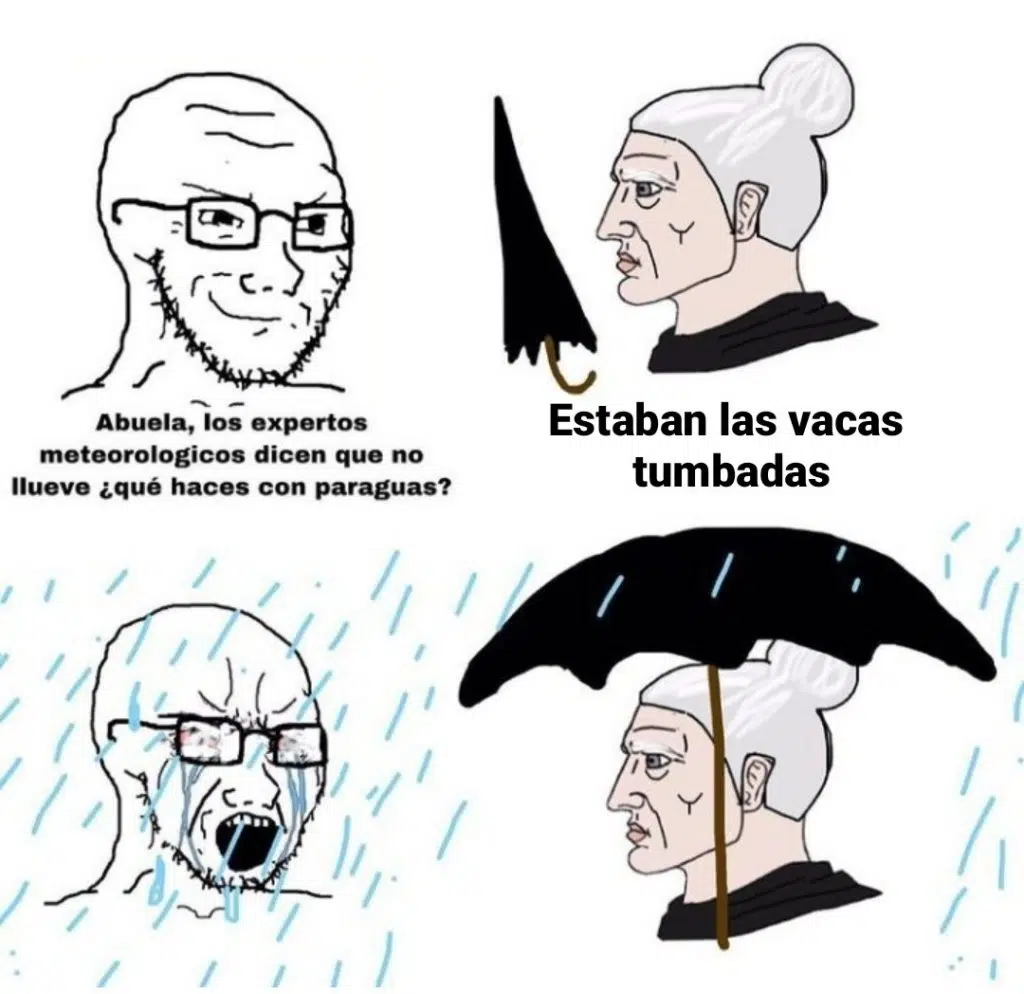 Abuela, los expertos
meteorologicos dicen que no
llueve ¿qué haces con paraguas?
Estaban las vacas
tumbadas